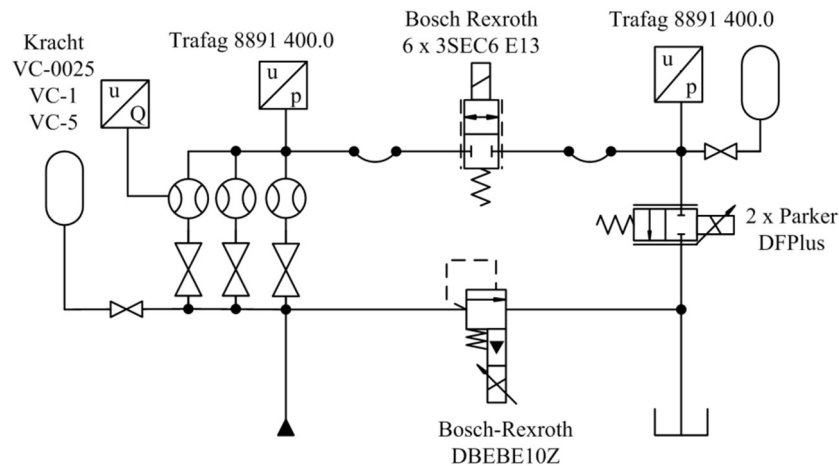 Kracht
VC-0025
VC-1
VC-5
u
Q
Trafag 8891 400.0
u
p
Bosch Rexroth
6 x 3SEC6 E13
Trafag 8891 400.0
u
p
2 x Parker
DFPlus
Bosch-Rexroth
DBEBE10Z